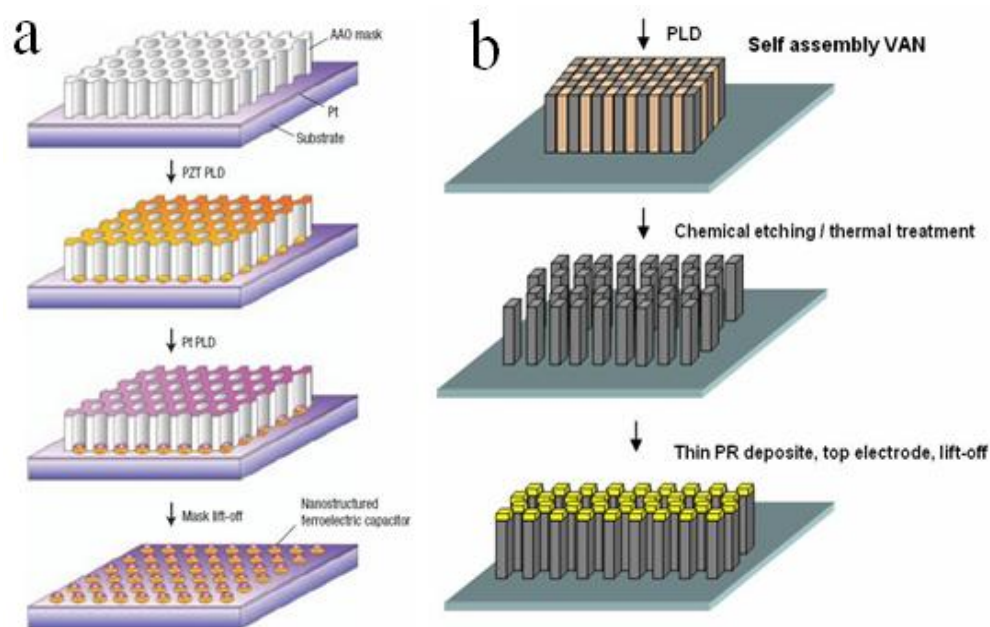 a
AAO mask
Pt
Substrate
PZT PLD
Pt PLD
Mask lift-off
Nanostructured
ferroelectric capacitor
b
PLD
Self assembly VAN
Chemical etching / thermal treatment
Thin PR deposite, top electrode, lift-off